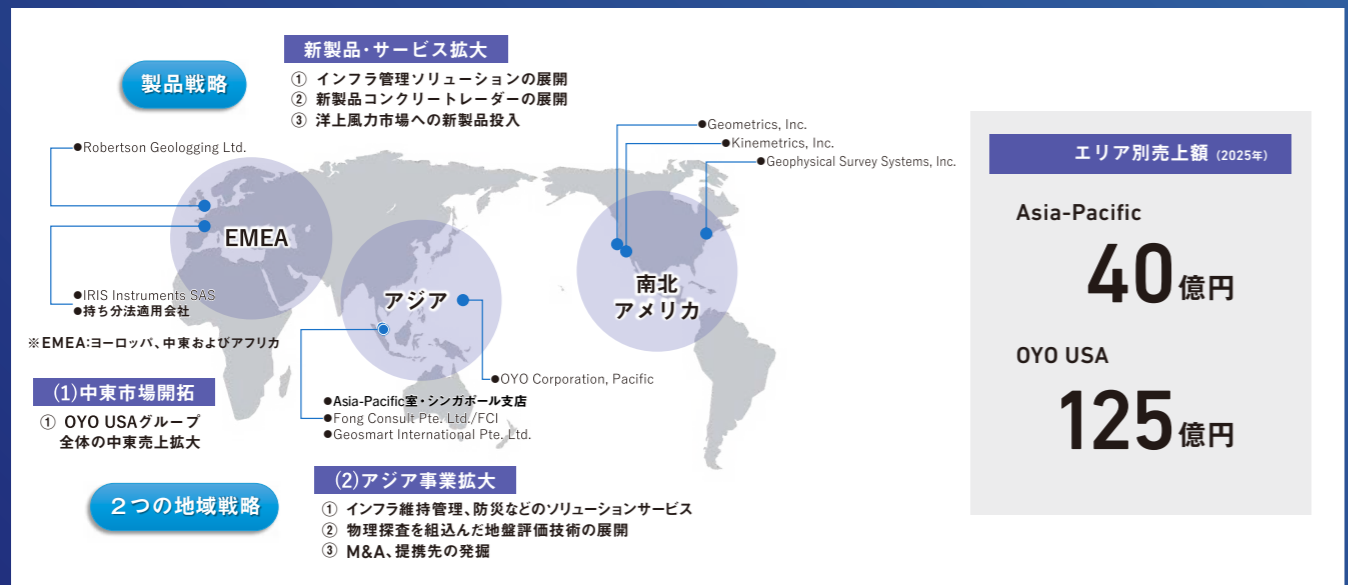 製品戦略
新製品・サービス拡大
① インフラ管理ソリューションの展開
② 新製品コンクリートレーダーの展開
③ 洋上風力市場への新製品投入
●Robertson Geologging Ltd.
●Geometrics, Inc.
●Kinemetrics, Inc.
●Geophysical Survey Systems, Inc.
EMEA
アジア
南北
アメリカ
●IRIS Instruments SAS
●持ち分法適用会社
※EMEA:ヨーロッパ、中東およびアフリカ
●OYO Corporation, Pacific
●Asia-Pacific室・シンガポール支店
●Fong Consult Pte. Ltd./FCI
●Geosmart International Pte. Ltd.
(1)中東市場開拓
① OYO USAグループ
全体の中東売上拡大
2つの地域戦略
(2)アジア事業拡大
① インフラ維持管理、防災などのソリューションサービス
② 物理探査を組込んだ地盤評価技術の展開
③ M&A、提携先の発掘
エリア別売上額 (2025年)
Asia-Pacific
40億円
OYO USA
125億円